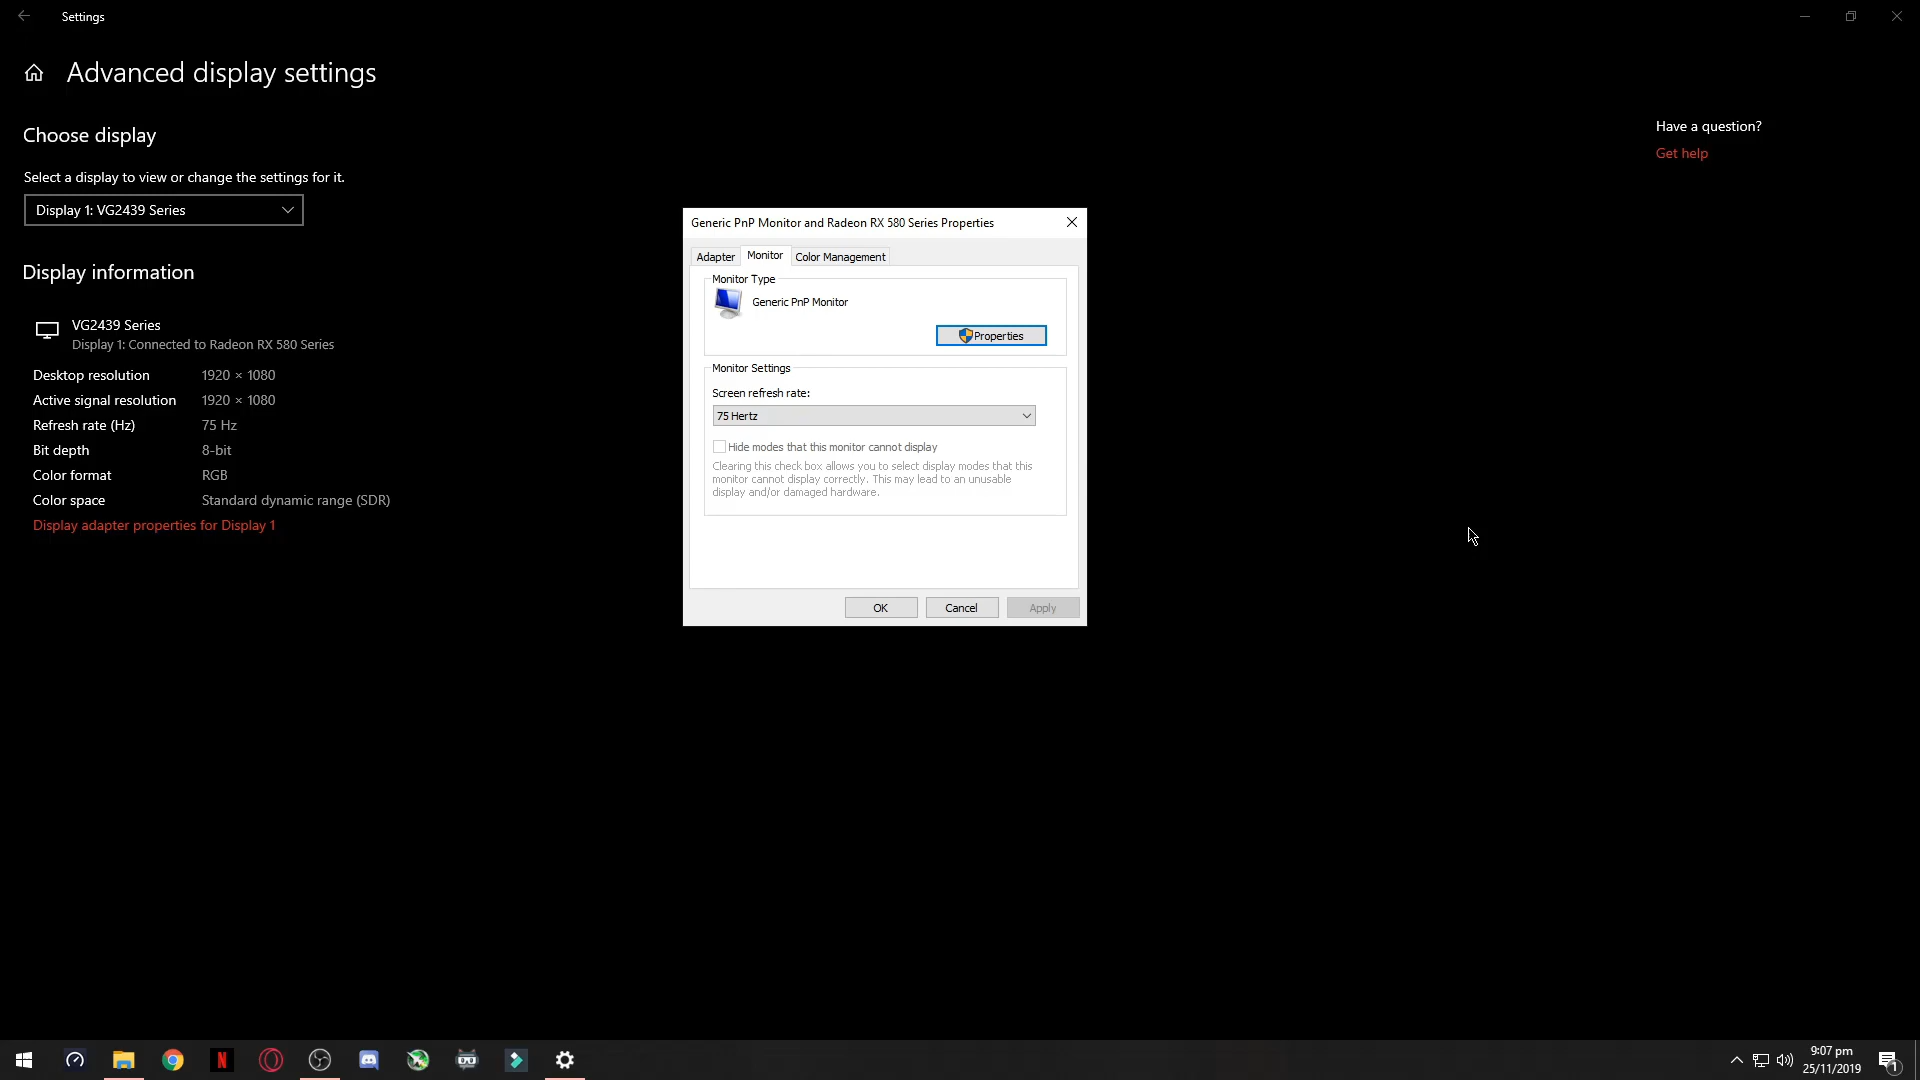 Settings
Advanced display settings
Choose display
Select a display to view or change the settings for it.
Display 1: VG2439 Series
Display information
VG2439 Series
Display 1: Connected to Radeon RX 580 Series
Desktop resolution 1920 × 1080
Active signal resolution 1920 × 1080
Refresh rate (Hz) 75 Hz
Bit depth 8-bit
Color format RGB
Color space Standard dynamic range (SDR)
Display adapter properties for Display 1
Have a question?
Get help
Generic PnP Monitor and Radeon RX 580 Series Properties
Adapter Monitor Color Management
Monitor Type
Generic PnP Monitor
Properties
Monitor Settings
Screen refresh rate:
75 Hertz
Hide modes that this monitor cannot display
Clearing this check box allows you to select display modes that this
monitor cannot display correctly. This may lead to an unusable
display and/or damaged hardware.
OK Cancel Apply
N
9:07 pm
25/11/2019
1